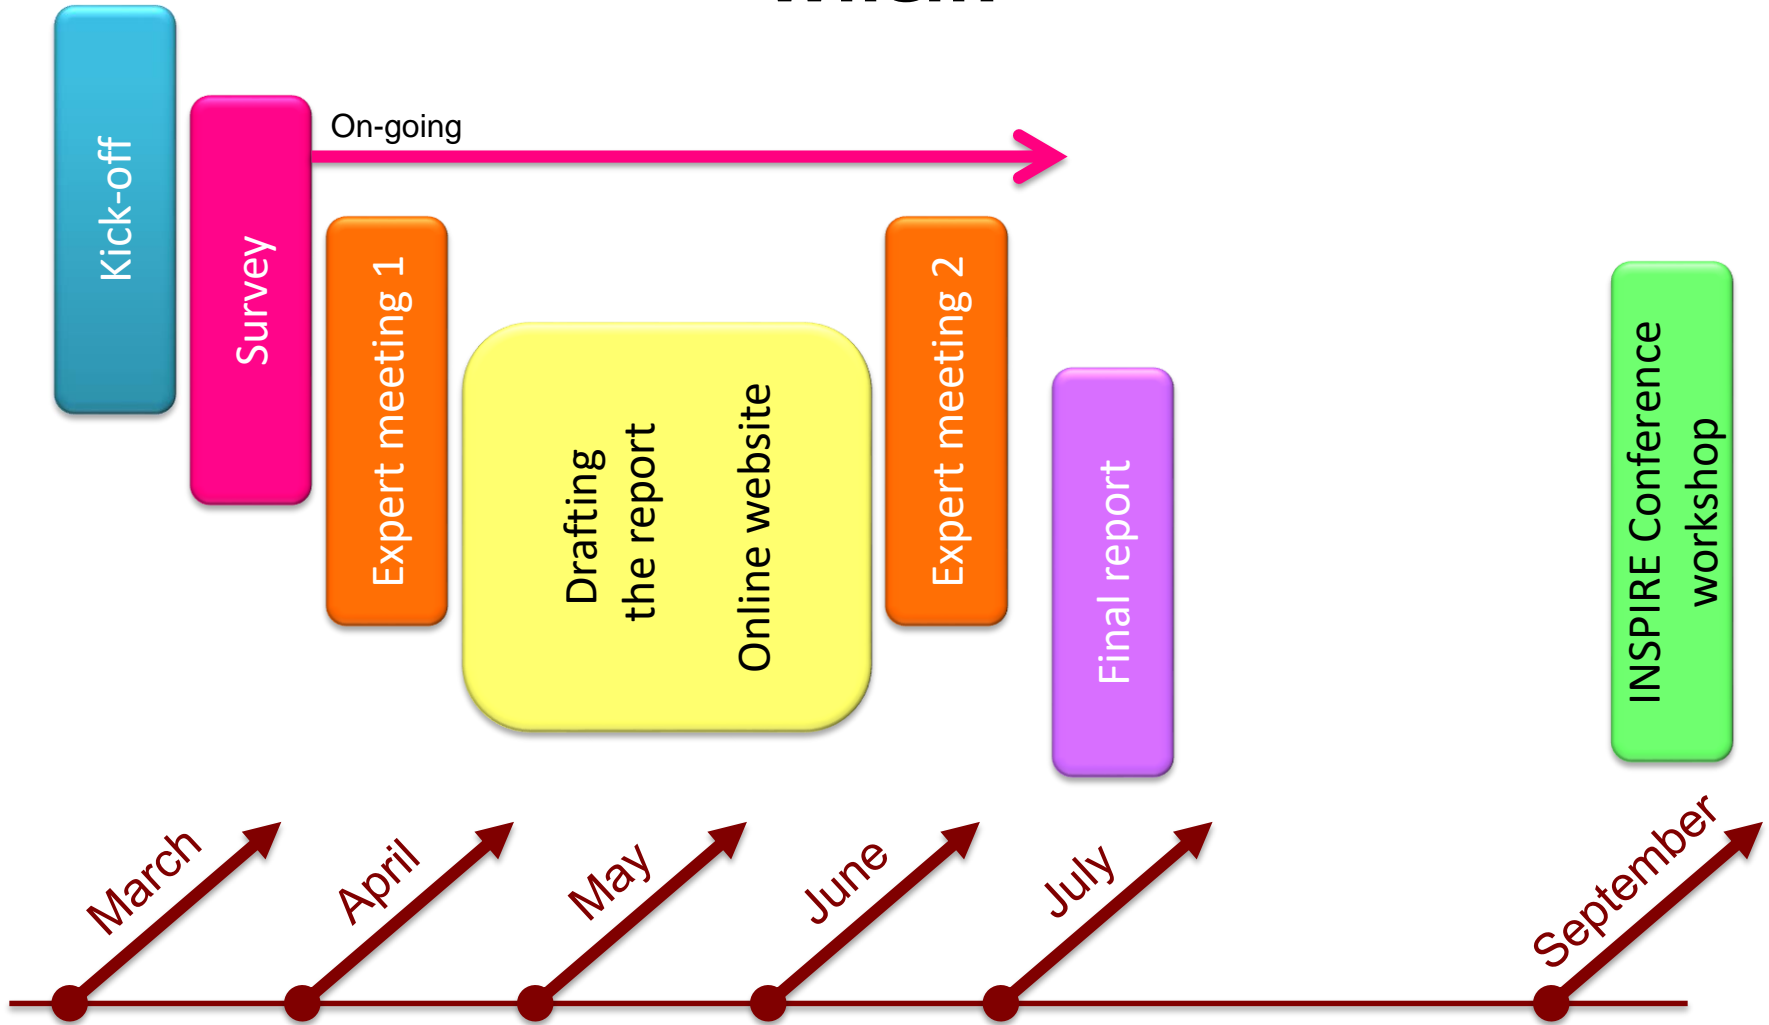 Kick-off
Survey
On-going
Expert meeting 1
Drafting
the report
Online website
Expert meeting 2
Final report
INSPIRE Conference
workshop
March
April
May
June
July
September